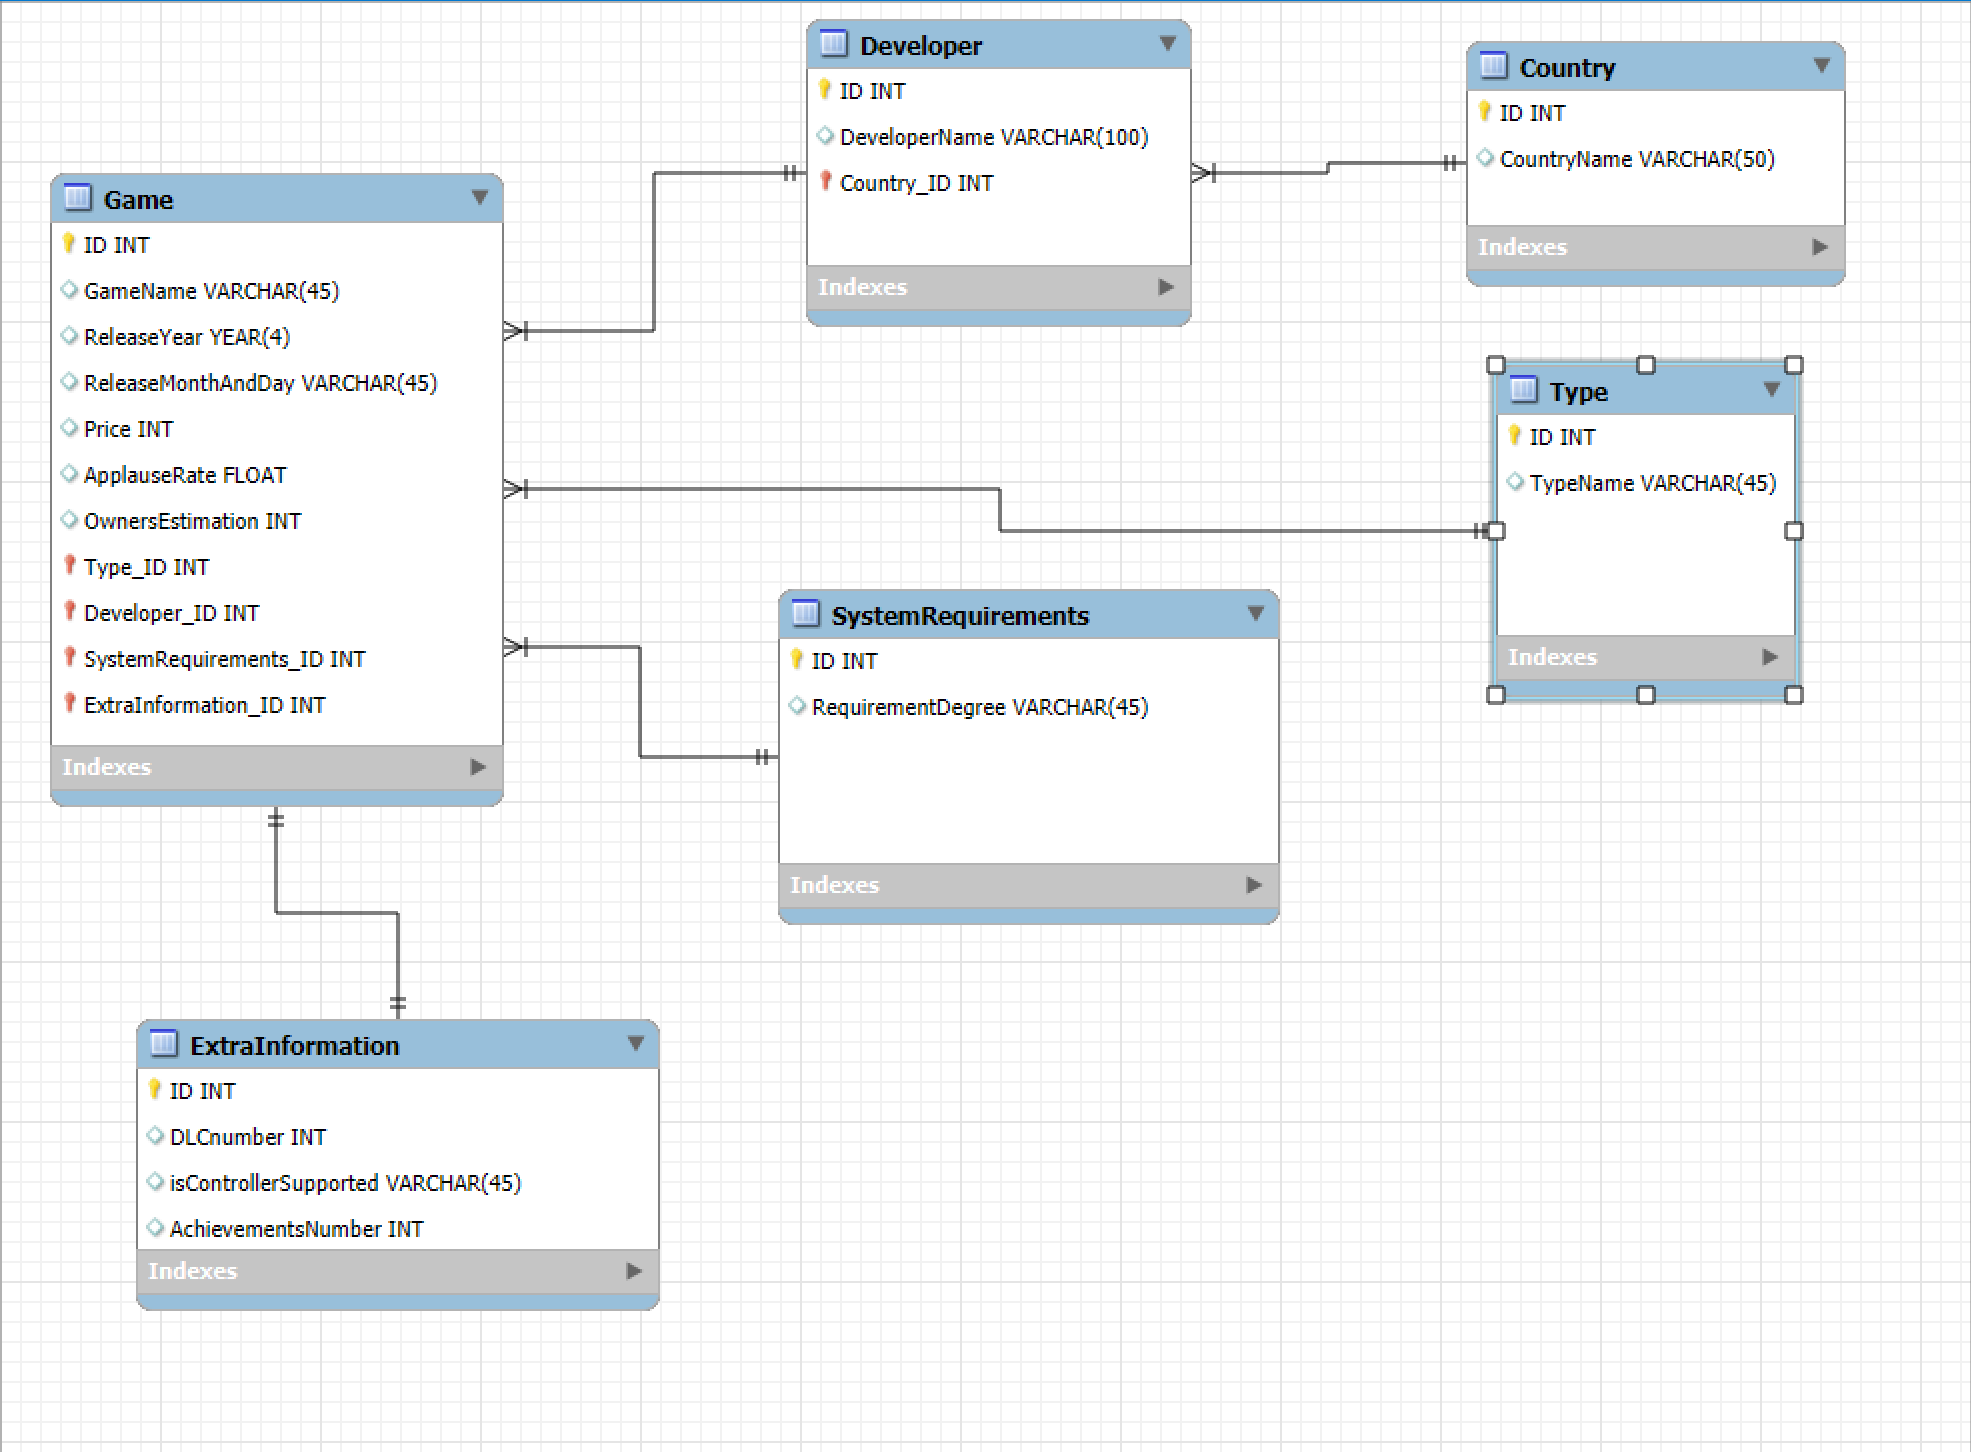 Developer
ID INT
DeveloperName VARCHAR(100)
Country_ID INT
Indexes
Country
ID INT
CountryName VARCHAR(50)
Indexes
Game
ID INT
GameName VARCHAR(45)
ReleaseYear YEAR(4)
ReleaseMonthAndDay VARCHAR(45)
Price INT
ApplauseRate FLOAT
OwnersEstimation INT
Type_ID INT
Developer_ID INT
SystemRequirements_ID INT
ExtraInformation_ID INT
Indexes
Type
ID INT
TypeName VARCHAR(45)
Indexes
SystemRequirements
ID INT
RequirementDegree VARCHAR(45)
Indexes
ExtraInformation
ID INT
DLCnumber INT
isControllerSupported VARCHAR(45)
AchievementsNumber INT
Indexes